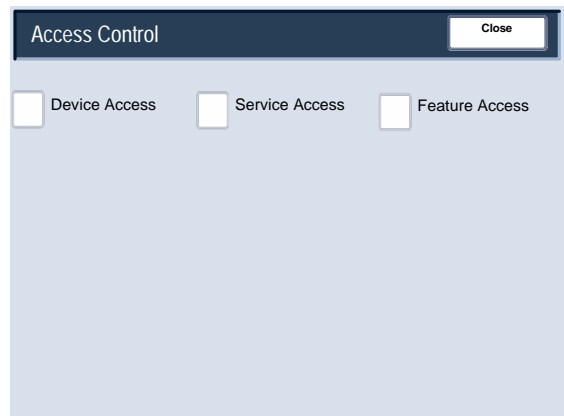 Access Control
Close
Device Access
Service Access
Feature Access